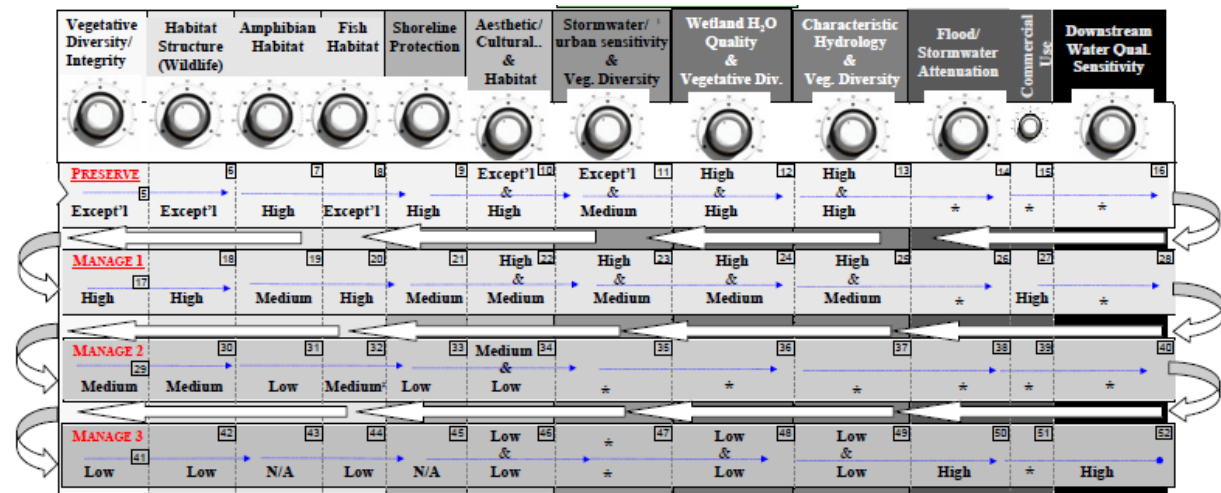 Vegetative Diversity/ Integrity
Habitat Structure (Wildlife)
Amphibian Habitat
Fish Habitat
Shoreline Protection
Aesthetic/ Cultural.. & Habitat
Stormwater/ urban sensitivity & Veg. Diversity
Wetland H₂O Quality & Vegetative Div.
Characteristic Hydrology & Veg. Diversity
Flood/ Stormwater Attenuation
Commercial Use
Downstream Water Qual. Sensitivity
PRESERVE
5 6 7 8 9 10 11 12 13 14 15 16
Except'l Except'l High Except'l High Except'l & High Except'l & Medium High & High High & High * * *
MANAGE 1
17 18 19 20 21 22 23 24 25 26 27 28
High High Medium High Medium High & Medium High & Medium High & Medium High & Medium * High *
MANAGE 2
29 30 31 32 33 34 35 36 37 38 39 40
Medium Medium Low Medium Low Medium & Low * * * * * *
MANAGE 3
41 42 43 44 45 46 47 48 49 50 51 52
Low Low N/A Low N/A Low & Low * * Low & Low Low & Low High * High